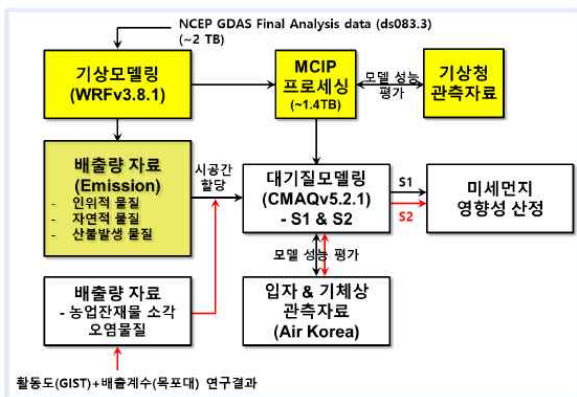 NCEP GDAS Final Analysis data (ds083.3)
(~2 TB)
기상모델링
(WRFv3.8.1)
MCIP
프로세싱
(~1.4TB)
모델 성능
평가
기상청
관측자료
배출량 자료
(Emission)
- 인위적 물질
- 자연적 물질
- 산불발생 물질
시공간
할당
대기질모델링
(CMAQv5.2.1)
- S1 & S2
S1
S2
미세먼지
영향성 산정
모델 성능 평가
배출량 자료
- 농업잔재물 소각
오염물질
입자 & 기체상
관측자료
(Air Korea)
활동도(GIST)+배출계수(목포대) 연구결과